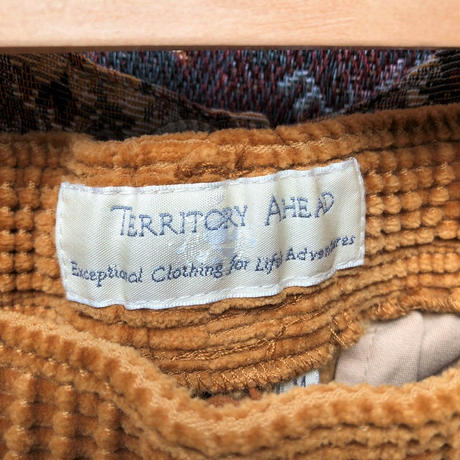 TERRITORY AHEAD
Exceptional Clothing for Life's Adventures